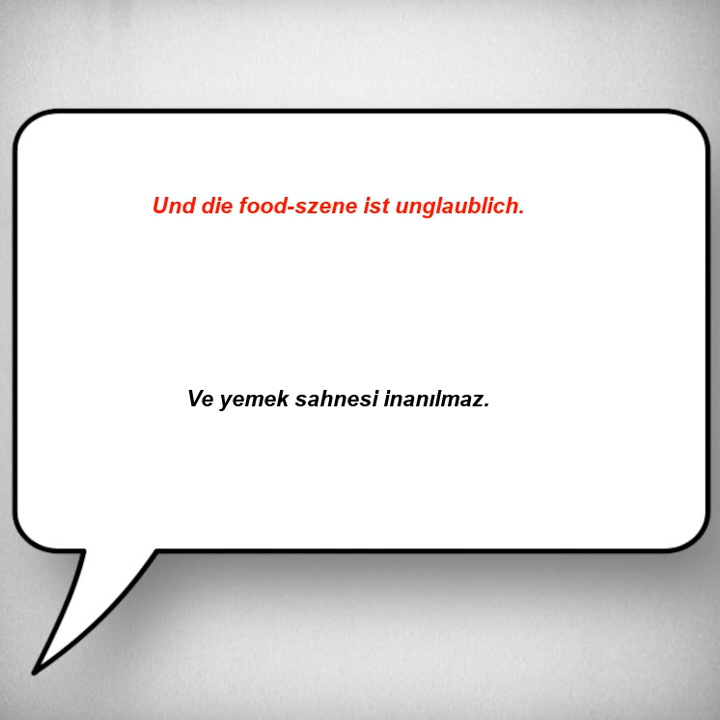 Und die food-szene ist unglaublich.
Ve yemek sahnesi inanılmaz.